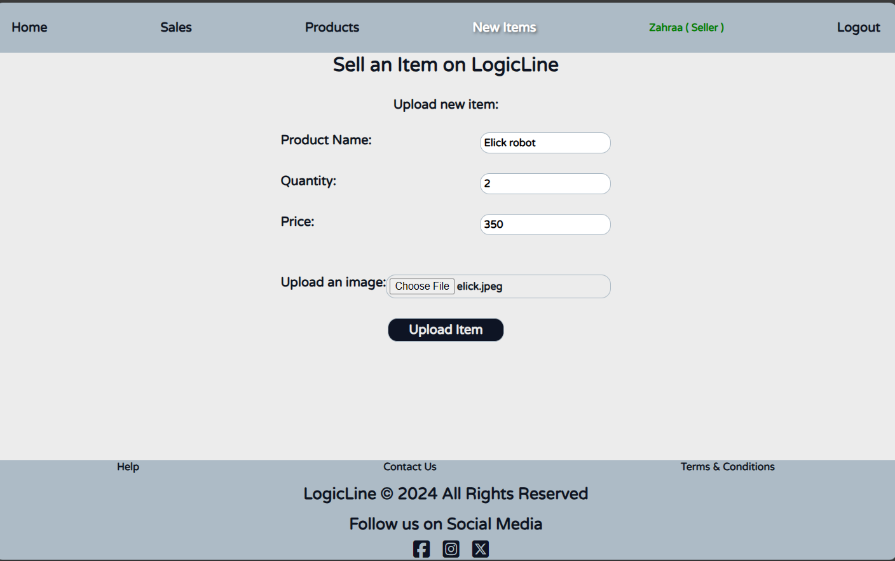 Home Sales Products New Items Zahraa ( Seller ) Logout
Sell an Item on LogicLine
Upload new item:
Product Name: Elick robot
Quantity: 2
Price: 350
Upload an image: Choose File elick.jpeg
Upload Item
Help Contact Us Terms & Conditions
LogicLine © 2024 All Rights Reserved
Follow us on Social Media